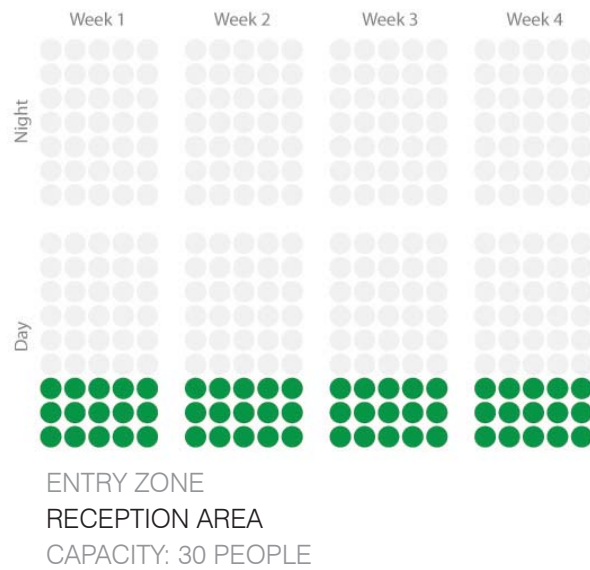 Week 1 Week 2 Week 3 Week 4
Night
Day
ENTRY ZONE
RECEPTION AREA
CAPACITY: 30 PEOPLE